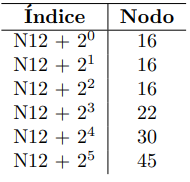 Índice Nodo
N12 + 2⁰ 16
N12 + 2¹ 16
N12 + 2² 16
N12 + 2³ 22
N12 + 2⁴ 30
N12 + 2⁵ 45